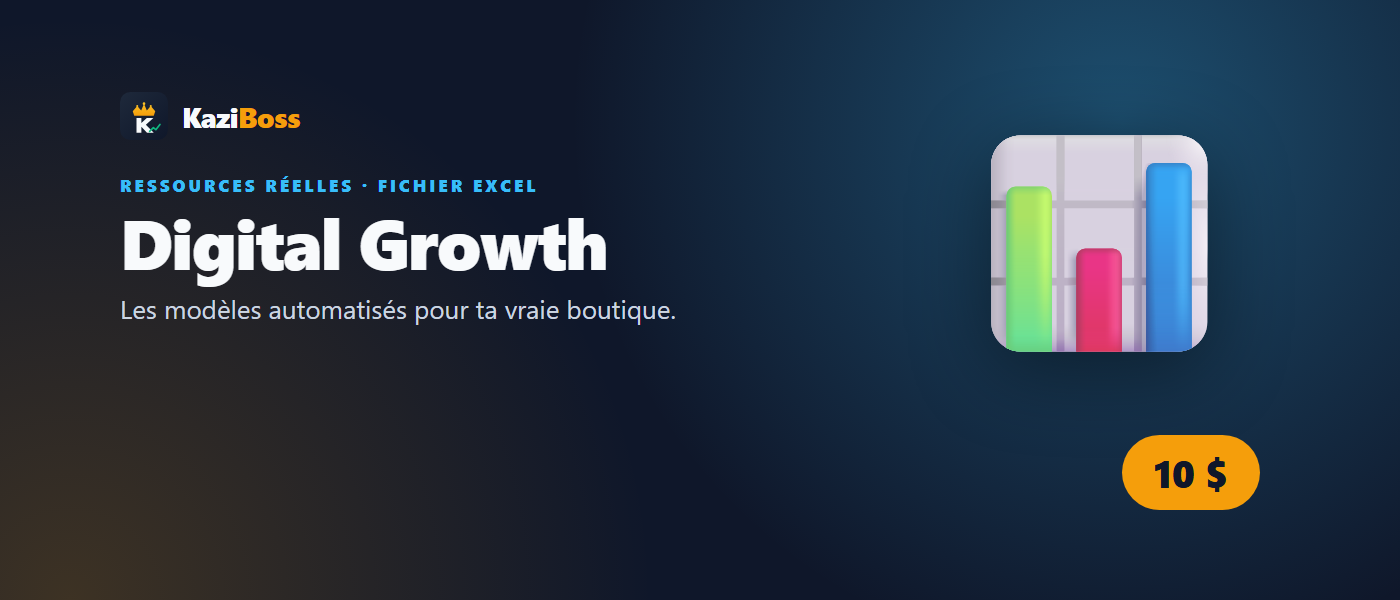 K
KaziBoss
RESSOURCES RÉELLES · FICHIER EXCEL
Digital Growth
Les modèles automatisés pour ta vraie boutique.
10 $